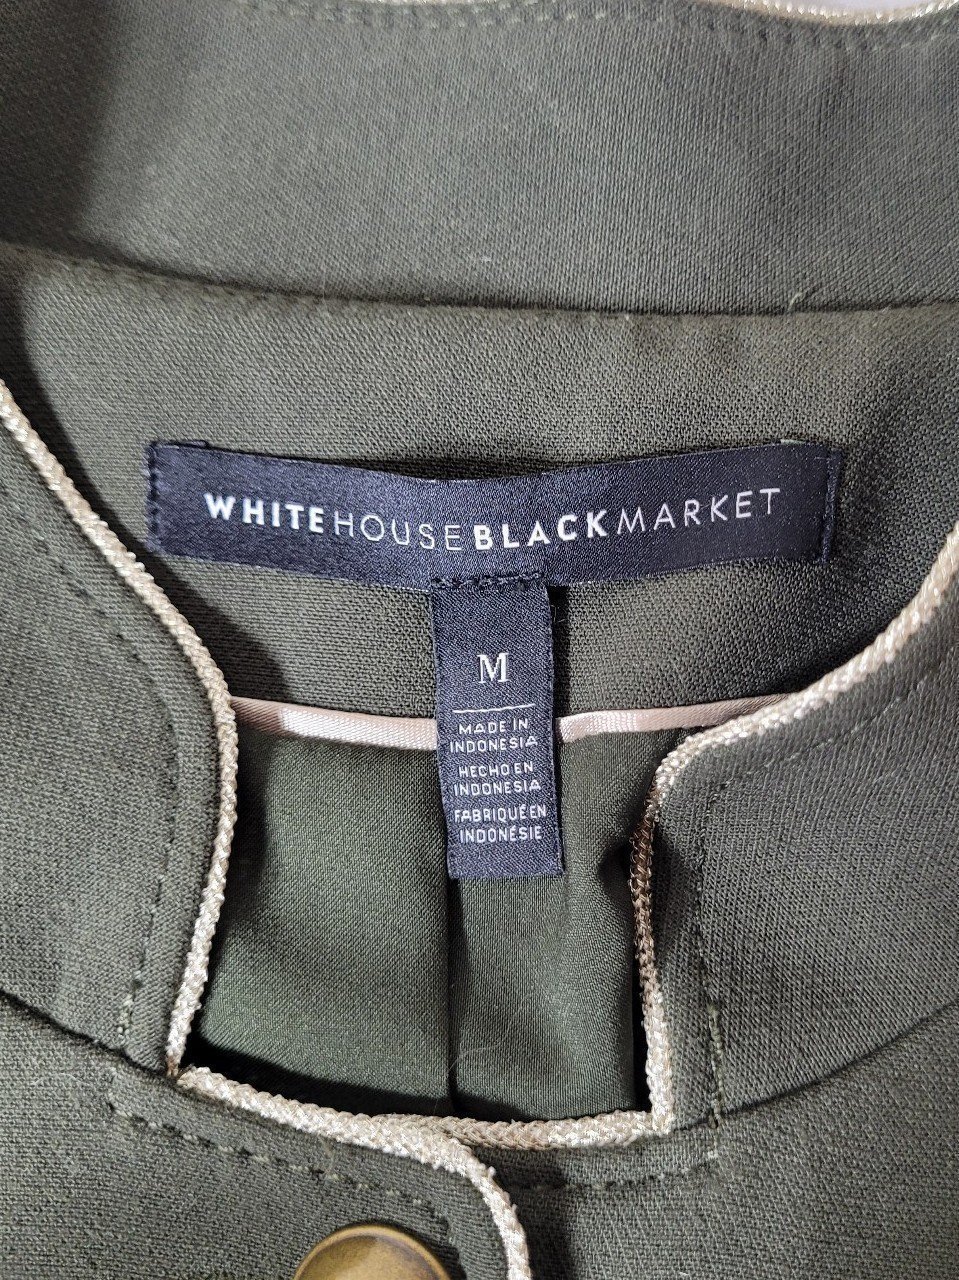 WHITEHOUSEBLACKMARKET
M
MADE IN
INDONESIA
HECHO EN
INDONESIA
FABRIQUÉ EN
INDONÉSIE